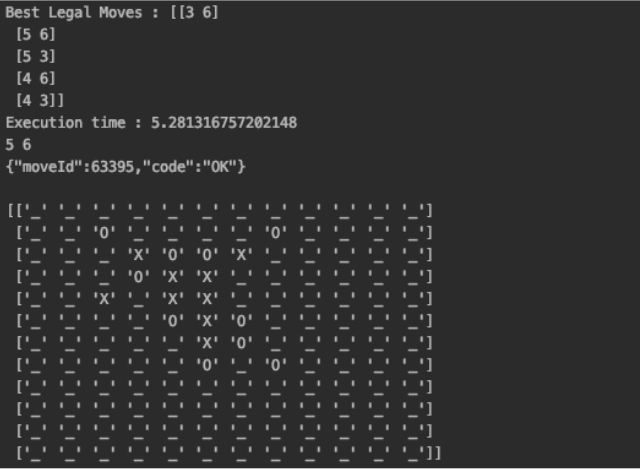 Best Legal Moves : [[3 6]
[5 6]
[5 3]
[4 6]
[4 3]]
Execution time : 5.281316757202148
5 6
{"moveId":63395,"code":"OK"}
[['_' '_' '_' '_' '_' '_' '_' '_' '_' '_' '_' '_']
['_' '_' 'O' '_' '_' '_' '_' 'O' '_' '_' '_' '_']
['_' '_' '_' 'X' 'O' 'O' 'X' '_' '_' '_' '_' '_']
['_' '_' '_' 'O' 'X' 'X' '_' '_' '_' '_' '_' '_']
['_' '_' 'X' '_' 'X' 'X' '_' '_' '_' '_' '_' '_']
['_' '_' '_' '_' 'O' 'X' 'O' '_' '_' '_' '_' '_']
['_' '_' '_' '_' '_' 'X' 'O' '_' '_' '_' '_' '_']
['_' '_' '_' '_' '_' 'O' '_' 'O' '_' '_' '_' '_']
['_' '_' '_' '_' '_' '_' '_' '_' '_' '_' '_' '_']
['_' '_' '_' '_' '_' '_' '_' '_' '_' '_' '_' '_']
['_' '_' '_' '_' '_' '_' '_' '_' '_' '_' '_' '_']
['_' '_' '_' '_' '_' '_' '_' '_' '_' '_' '_' '_']]